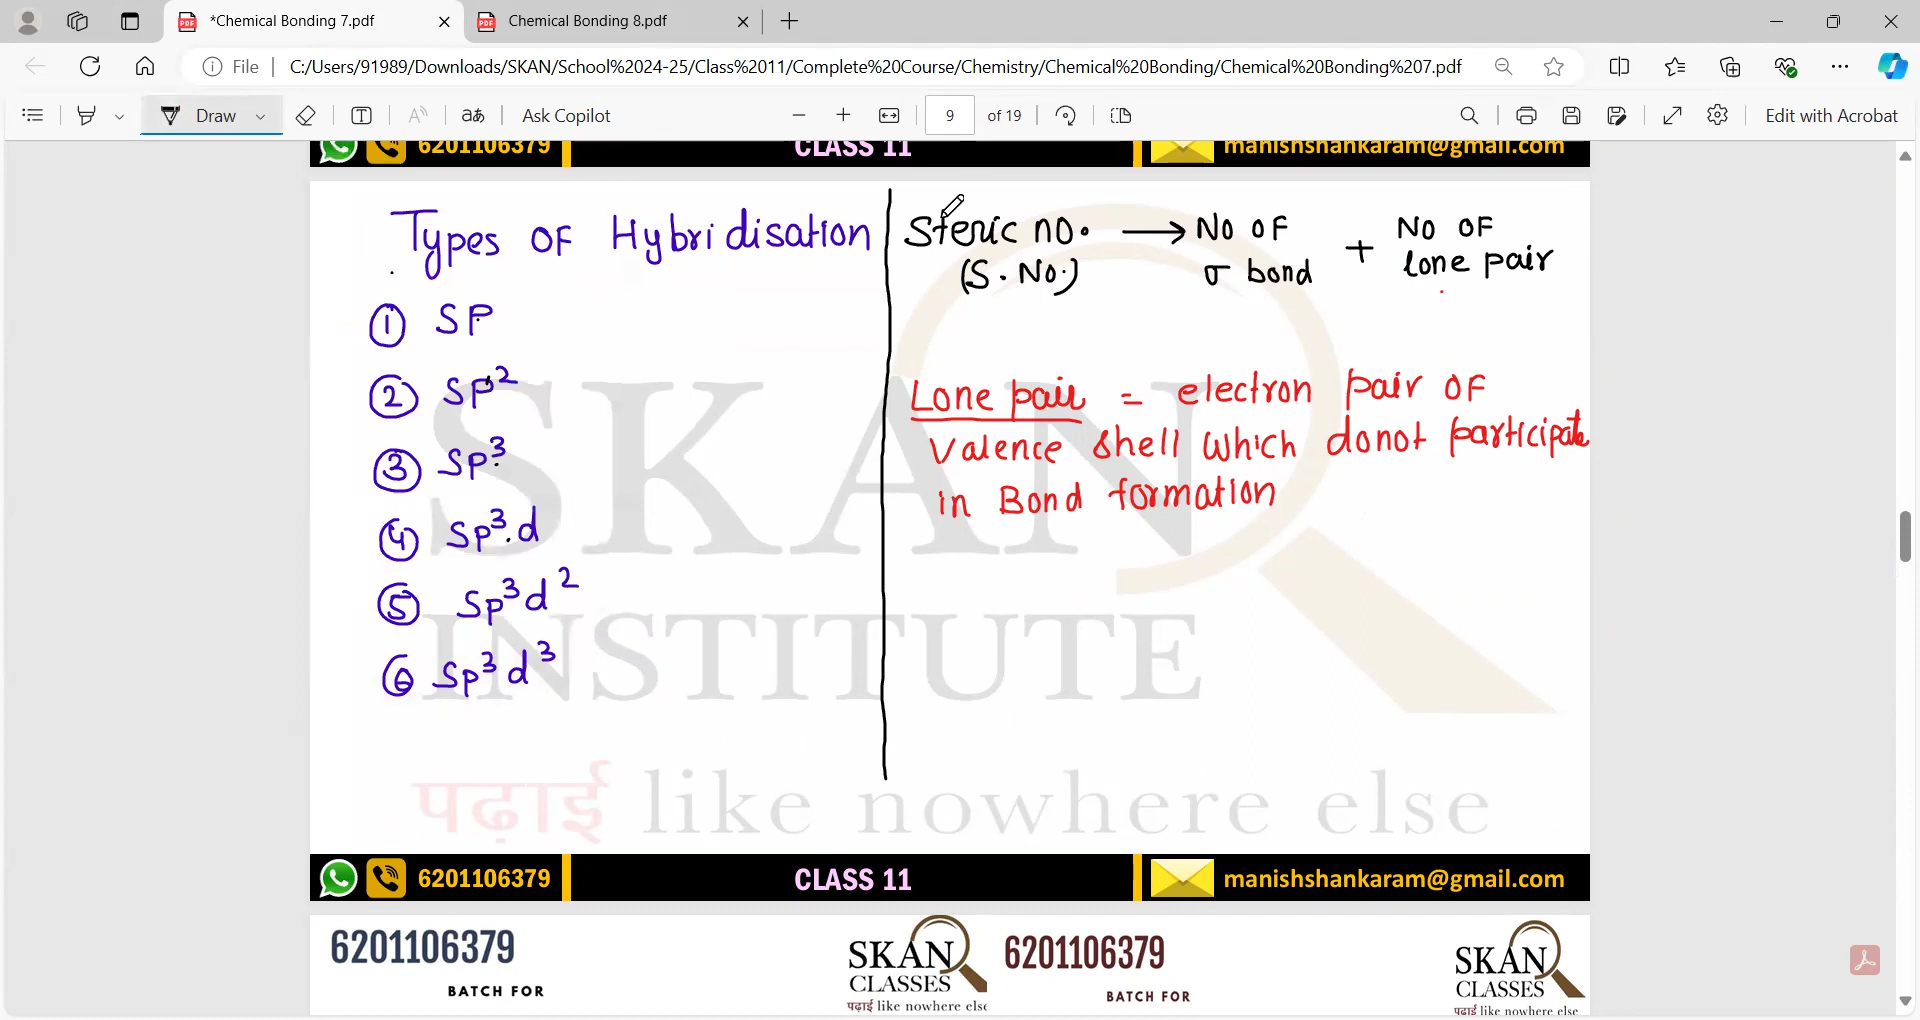 *Chemical Bonding 7.pdf
Chemical Bonding 8.pdf
File
C:/Users/91989/Downloads/SKAN/School%2024-25/Class%2011/Complete%20Course/Chemistry/Chemical%20Bonding/Chemical%20Bonding%207.pdf
Draw
aあ
Ask Copilot
9 of 19
Edit with Acrobat
6201106379
CLASS 11
manishshankaram@gmail.com
Types OF Hybridisation
① SP
② SP²
③ SP³
④ SP³d
⑤ SP³d²
⑥ SP³d³
Steric no. → No OF σ bond + No OF lone pair
(S. No.)
Lone pair = electron pair OF
Valence shell which donot participate
in Bond formation
SKAN
INSTITUTE
पढ़ाई like nowhere else
6201106379
CLASS 11
manishshankaram@gmail.com
6201106379
BATCH FOR
SKAN
CLASSES
पढ़ाई like nowhere else
6201106379
BATCH FOR
SKAN
CLASSES
पढ़ाई like nowhere else